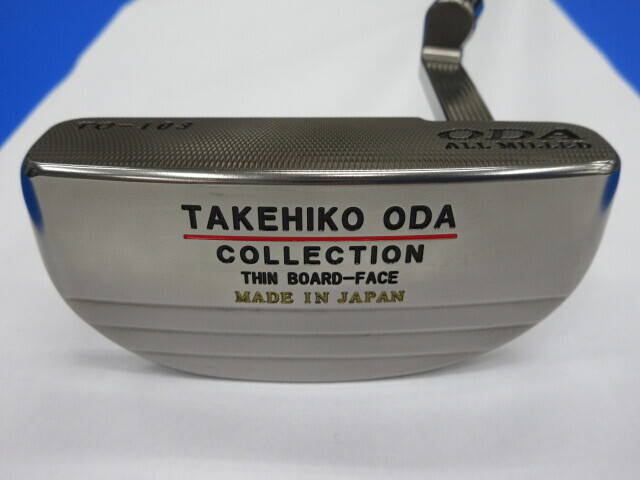 TO-103
ODA
ALL MILLED
TAKEHIKO ODA
COLLECTION
THIN BOARD-FACE
MADE IN JAPAN